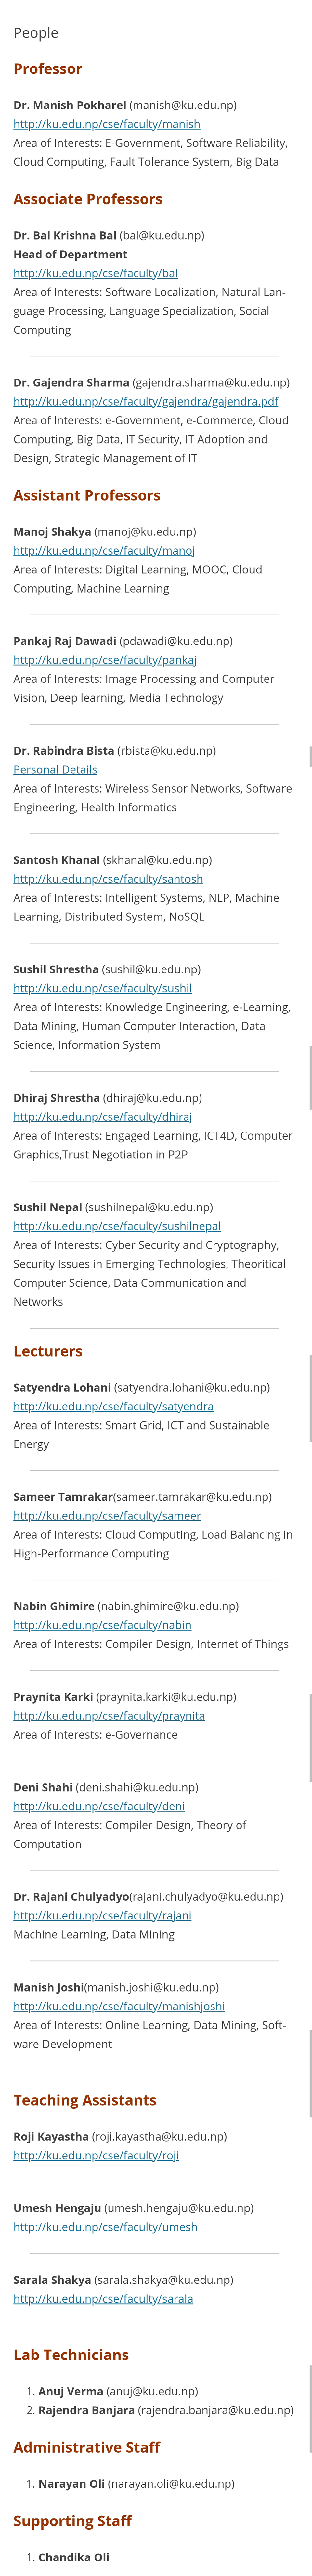 People
Professor
Dr. Manish Pokharel (manish@ku.edu.np)
http://ku.edu.np/cse/faculty/manish
Area of Interests: E-Government, Software Reliability,
Cloud Computing, Fault Tolerance System, Big Data
Associate Professors
Dr. Bal Krishna Bal (bal@ku.edu.np)
Head of Department
http://ku.edu.np/cse/faculty/bal
Area of Interests: Software Localization, Natural Lan-
guage Processing, Language Specialization, Social
Computing
Dr. Gajendra Sharma (gajendra.sharma@ku.edu.np)
http://ku.edu.np/cse/faculty/gajendra/gajendra.pdf
Area of Interests: e-Government, e-Commerce, Cloud
Computing, Big Data, IT Security, IT Adoption and
Design, Strategic Management of IT
Assistant Professors
Manoj Shakya (manoj@ku.edu.np)
http://ku.edu.np/cse/faculty/manoj
Area of Interests: Digital Learning, MOOC, Cloud
Computing, Machine Learning
Pankaj Raj Dawadi (pdawadi@ku.edu.np)
http://ku.edu.np/cse/faculty/pankaj
Area of Interests: Image Processing and Computer
Vision, Deep learning, Media Technology
Dr. Rabindra Bista (rbista@ku.edu.np)
Personal Details
Area of Interests: Wireless Sensor Networks, Software
Engineering, Health Informatics
Santosh Khanal (skhanal@ku.edu.np)
http://ku.edu.np/cse/faculty/santosh
Area of Interests: Intelligent Systems, NLP, Machine
Learning, Distributed System, NoSQL
Sushil Shrestha (sushil@ku.edu.np)
http://ku.edu.np/cse/faculty/sushil
Area of Interests: Knowledge Engineering, e-Learning,
Data Mining, Human Computer Interaction, Data
Science, Information System
Dhiraj Shrestha (dhiraj@ku.edu.np)
http://ku.edu.np/cse/faculty/dhiraj
Area of Interests: Engaged Learning, ICT4D, Computer
Graphics,Trust Negotiation in P2P
Sushil Nepal (sushilnepal@ku.edu.np)
http://ku.edu.np/cse/faculty/sushilnepal
Area of Interests: Cyber Security and Cryptography,
Security Issues in Emerging Technologies, Theoritical
Computer Science, Data Communication and
Networks
Lecturers
Satyendra Lohani (satyendra.lohani@ku.edu.np)
http://ku.edu.np/cse/faculty/satyendra
Area of Interests: Smart Grid, ICT and Sustainable
Energy
Sameer Tamrakar(sameer.tamrakar@ku.edu.np)
http://ku.edu.np/cse/faculty/sameer
Area of Interests: Cloud Computing, Load Balancing in
High-Performance Computing
Nabin Ghimire (nabin.ghimire@ku.edu.np)
http://ku.edu.np/cse/faculty/nabin
Area of Interests: Compiler Design, Internet of Things
Praynita Karki (praynita.karki@ku.edu.np)
http://ku.edu.np/cse/faculty/praynita
Area of Interests: e-Governance
Deni Shahi (deni.shahi@ku.edu.np)
http://ku.edu.np/cse/faculty/deni
Area of Interests: Compiler Design, Theory of
Computation
Dr. Rajani Chulyadyo(rajani.chulyadyo@ku.edu.np)
http://ku.edu.np/cse/faculty/rajani
Machine Learning, Data Mining
Manish Joshi(manish.joshi@ku.edu.np)
http://ku.edu.np/cse/faculty/manishjoshi
Area of Interests: Online Learning, Data Mining, Soft-
ware Development
Teaching Assistants
Roji Kayastha (roji.kayastha@ku.edu.np)
http://ku.edu.np/cse/faculty/roji
Umesh Hengaju (umesh.hengaju@ku.edu.np)
http://ku.edu.np/cse/faculty/umesh
Sarala Shakya (sarala.shakya@ku.edu.np)
http://ku.edu.np/cse/faculty/sarala
Lab Technicians
1. Anuj Verma (anuj@ku.edu.np)
2. Rajendra Banjara (rajendra.banjara@ku.edu.np)
Administrative Staff
1. Narayan Oli (narayan.oli@ku.edu.np)
Supporting Staff
1. Chandika Oli